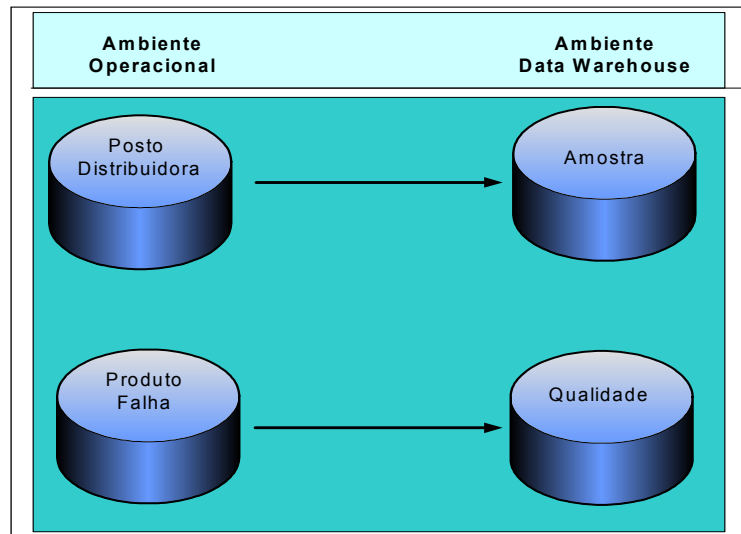 Ambiente
Operacional
Ambiente
Data Warehouse
Posto
Distribuidora
Amostra
Produto
Falha
Qualidade